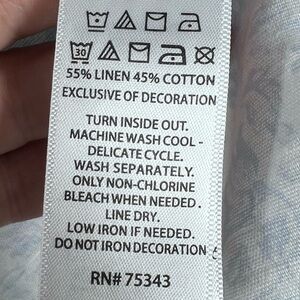 30
55% LINEN 45% COTTON
EXCLUSIVE OF DECORATION
TURN INSIDE OUT.
MACHINE WASH COOL -
DELICATE CYCLE.
WASH SEPARATELY.
ONLY NON-CHLORINE
BLEACH WHEN NEEDED.
LINE DRY.
LOW IRON IF NEEDED.
DO NOT IRON DECORATION
RN# 75343